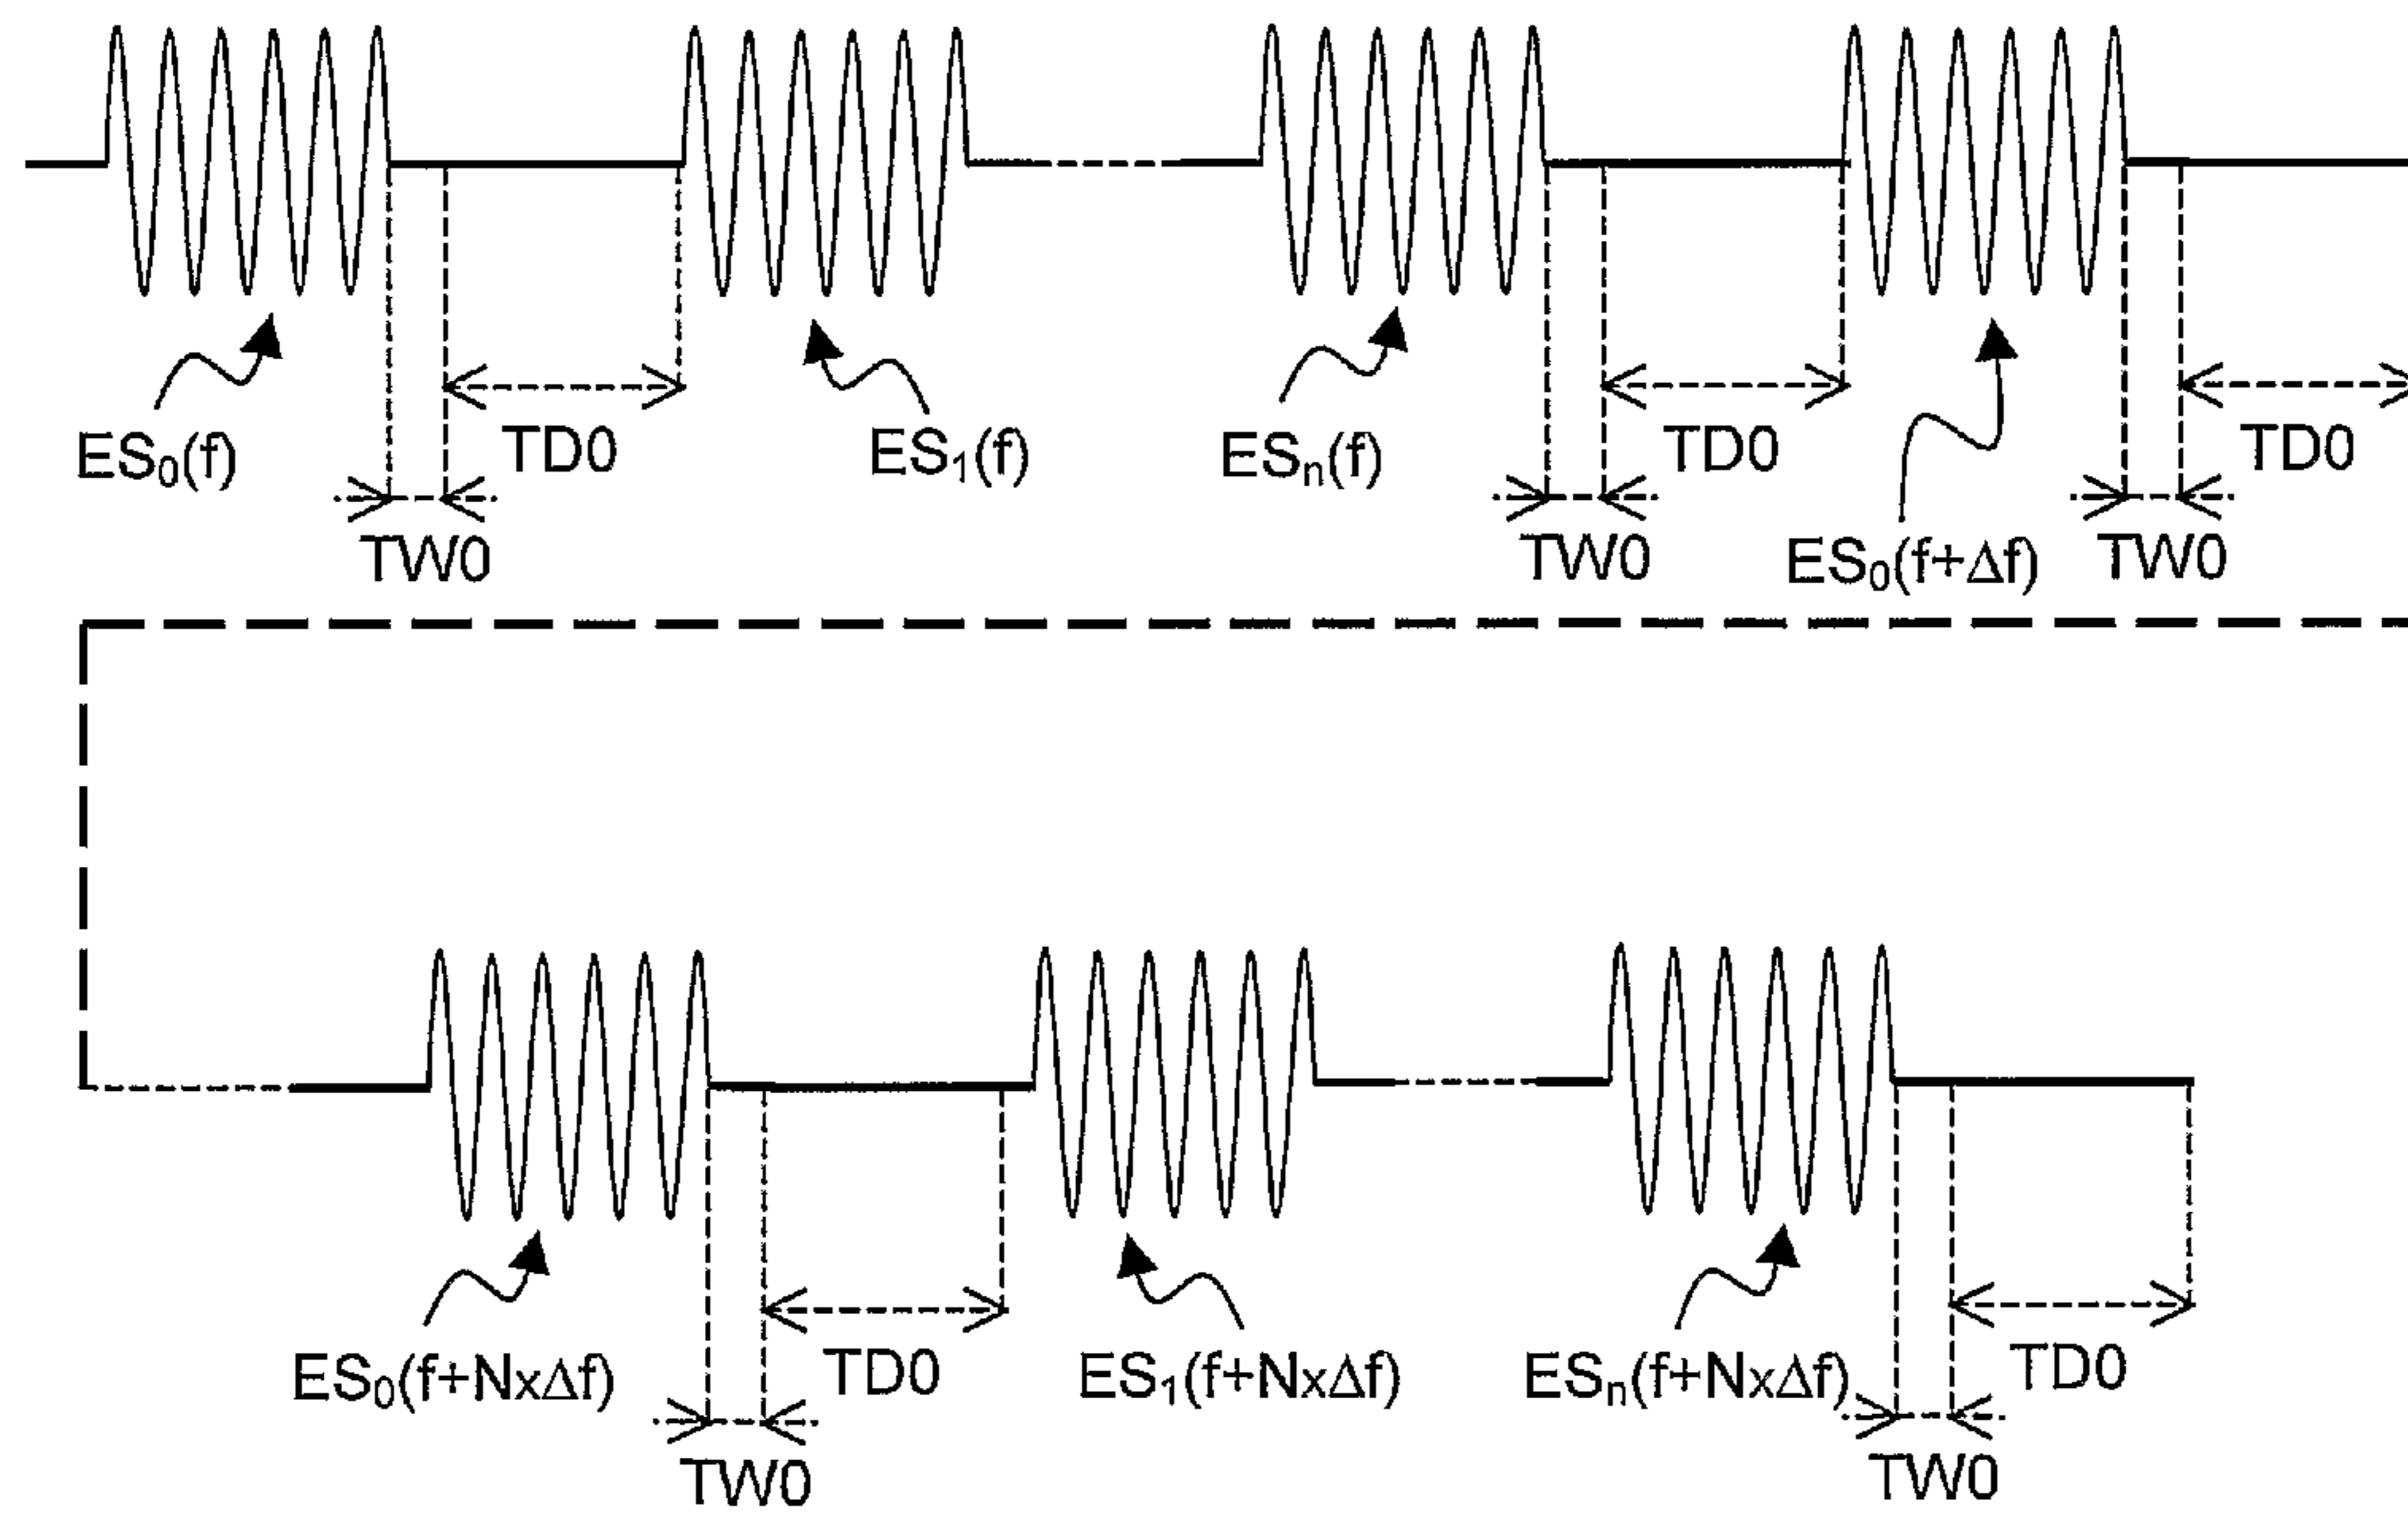 ES₀(f)
TD0
TW0
ES₁(f)
ESₙ(f)
TD0
TW0
ES₀(f+Δf)
TD0
TW0
ES₀(f+NxΔf)
TD0
TW0
ES₁(f+NxΔf)
ESₙ(f+NxΔf)
TD0
TW0